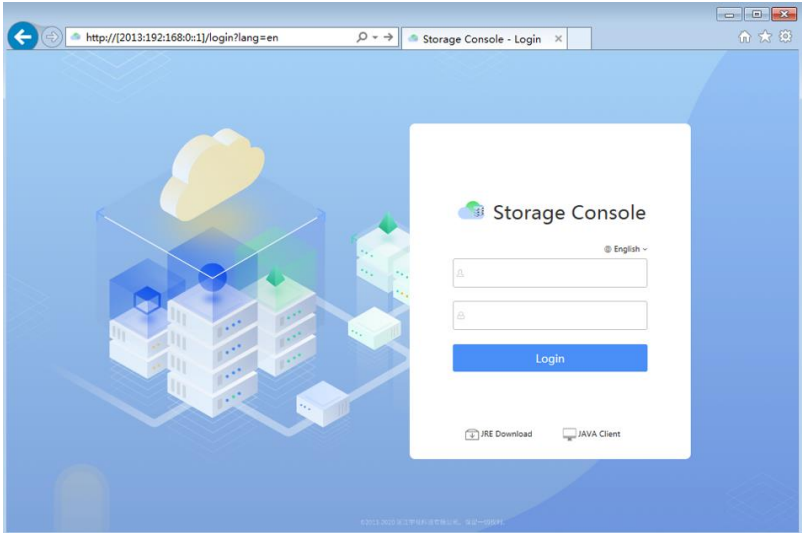 http://[2013:192:168:0::1]/login?lang=en
Storage Console - Login
Storage Console
English
Login
JRE Download
JAVA Client